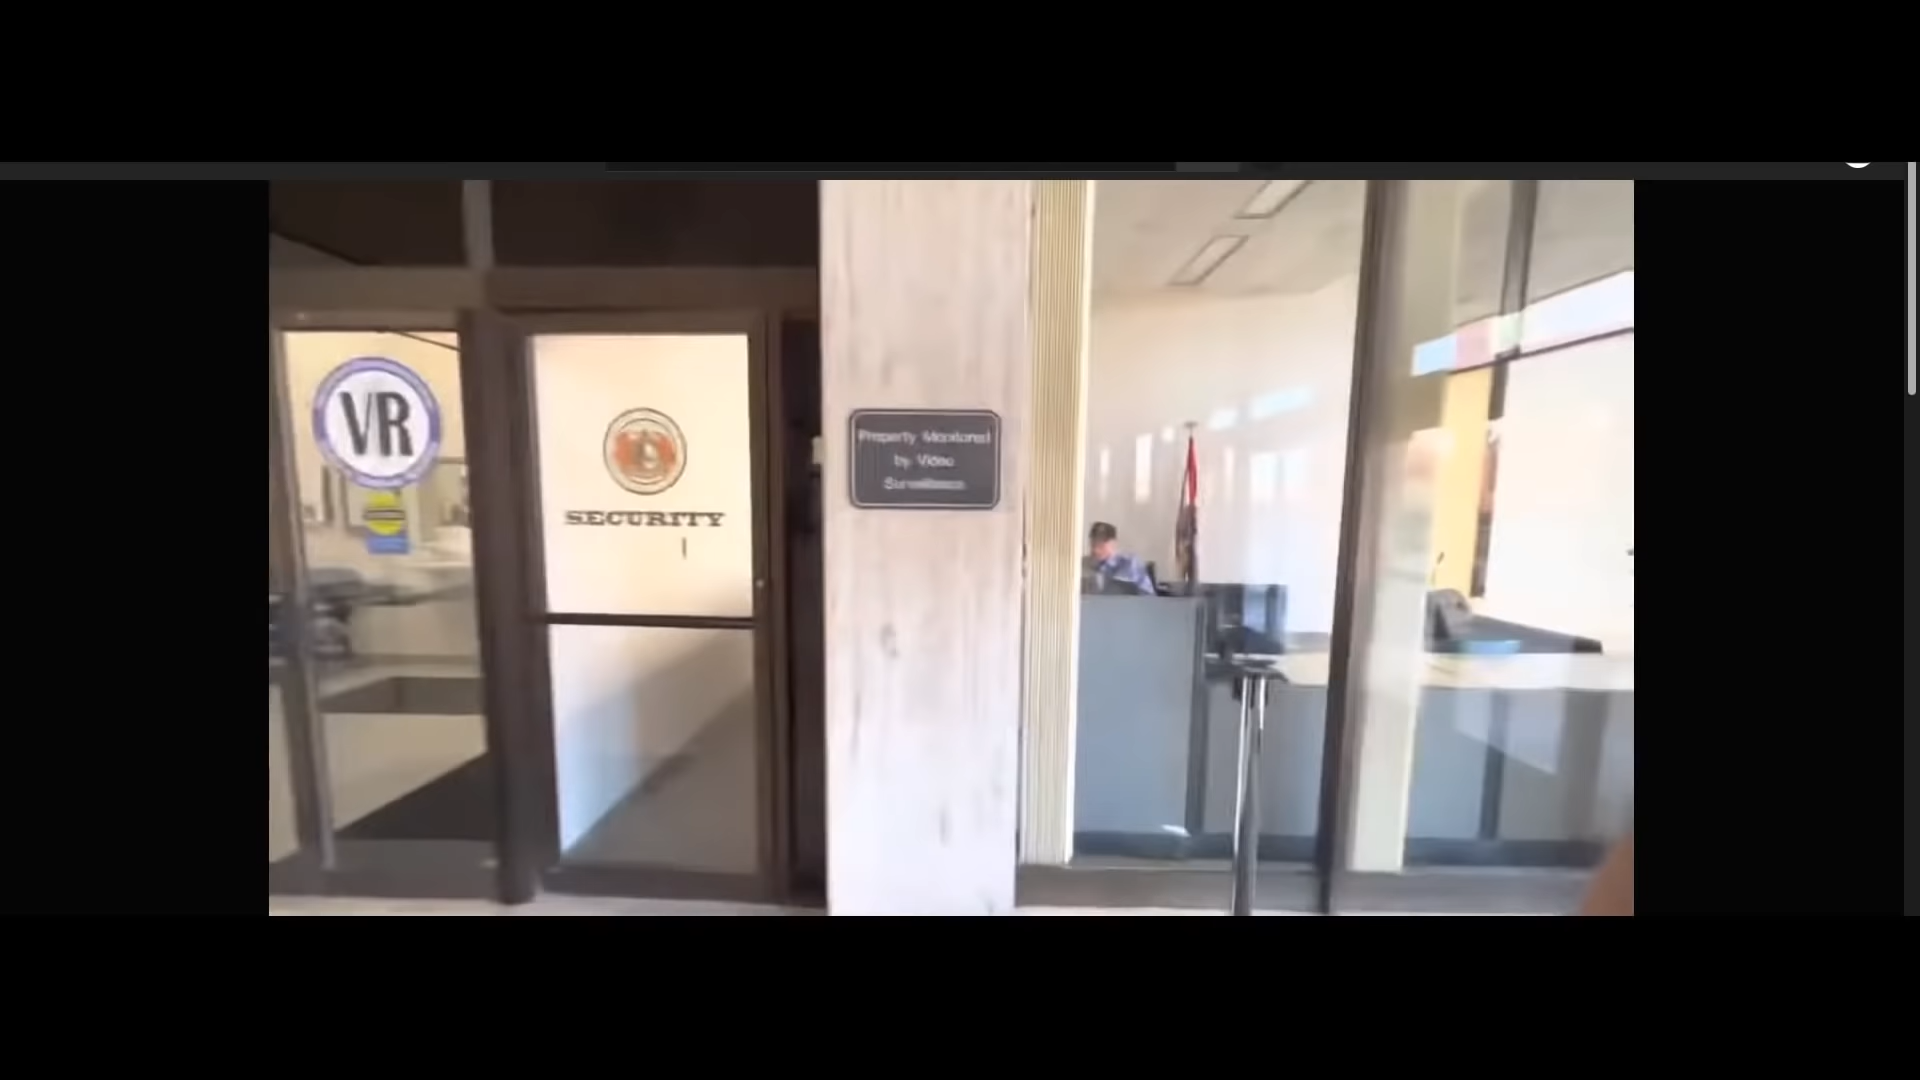 VR
SECURITY
Property Monitored
by Video
Surveillance